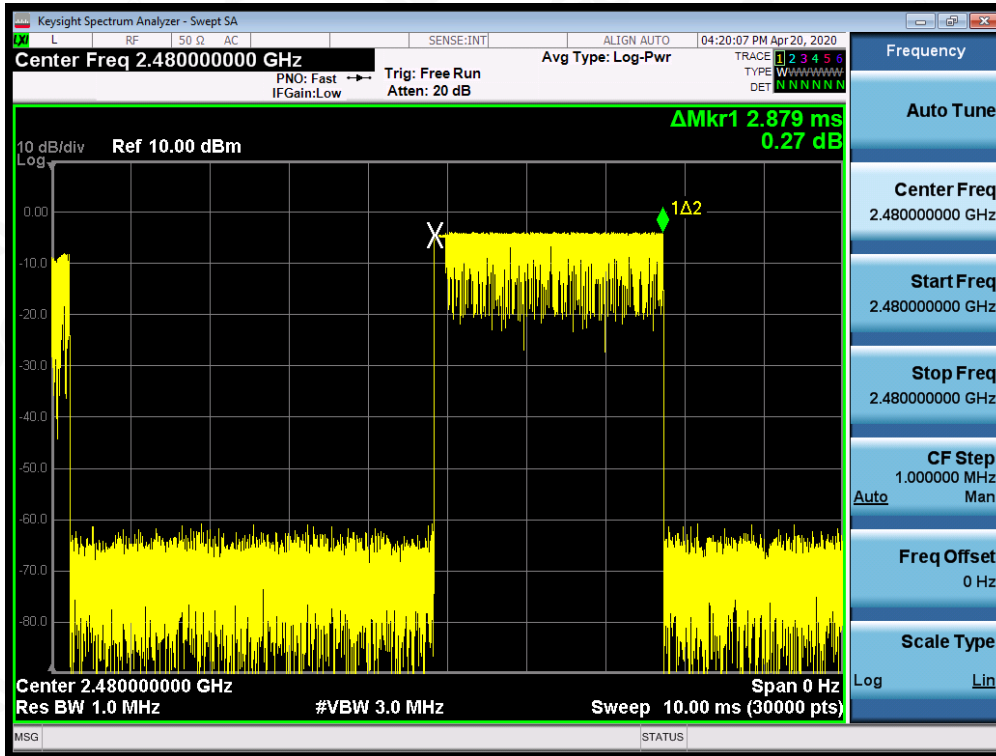 Keysight Spectrum Analyzer - Swept SA
LXI L RF 50 Ω AC SENSE:INT ALIGN AUTO 04:20:07 PM Apr 20, 2020
Center Freq 2.480000000 GHz
PNO: Fast
IFGain:Low
Trig: Free Run
Atten: 20 dB
Avg Type: Log-Pwr
TRACE 1 2 3 4 5 6
TYPE WWWWWWW
DET N N N N N N
ΔMkr1 2.879 ms
0.27 dB
10 dB/div
Log
Ref 10.00 dBm
0.00
-10.0
-20.0
-30.0
-40.0
-50.0
-60.0
-70.0
-80.0
1Δ2
Center 2.480000000 GHz
Span 0 Hz
Res BW 1.0 MHz
#VBW 3.0 MHz
Sweep 10.00 ms (30000 pts)
MSG
STATUS
Frequency
Auto Tune
Center Freq
2.480000000 GHz
Start Freq
2.480000000 GHz
Stop Freq
2.480000000 GHz
CF Step
1.000000 MHz
Auto Man
Freq Offset
0 Hz
Scale Type
Log Lin